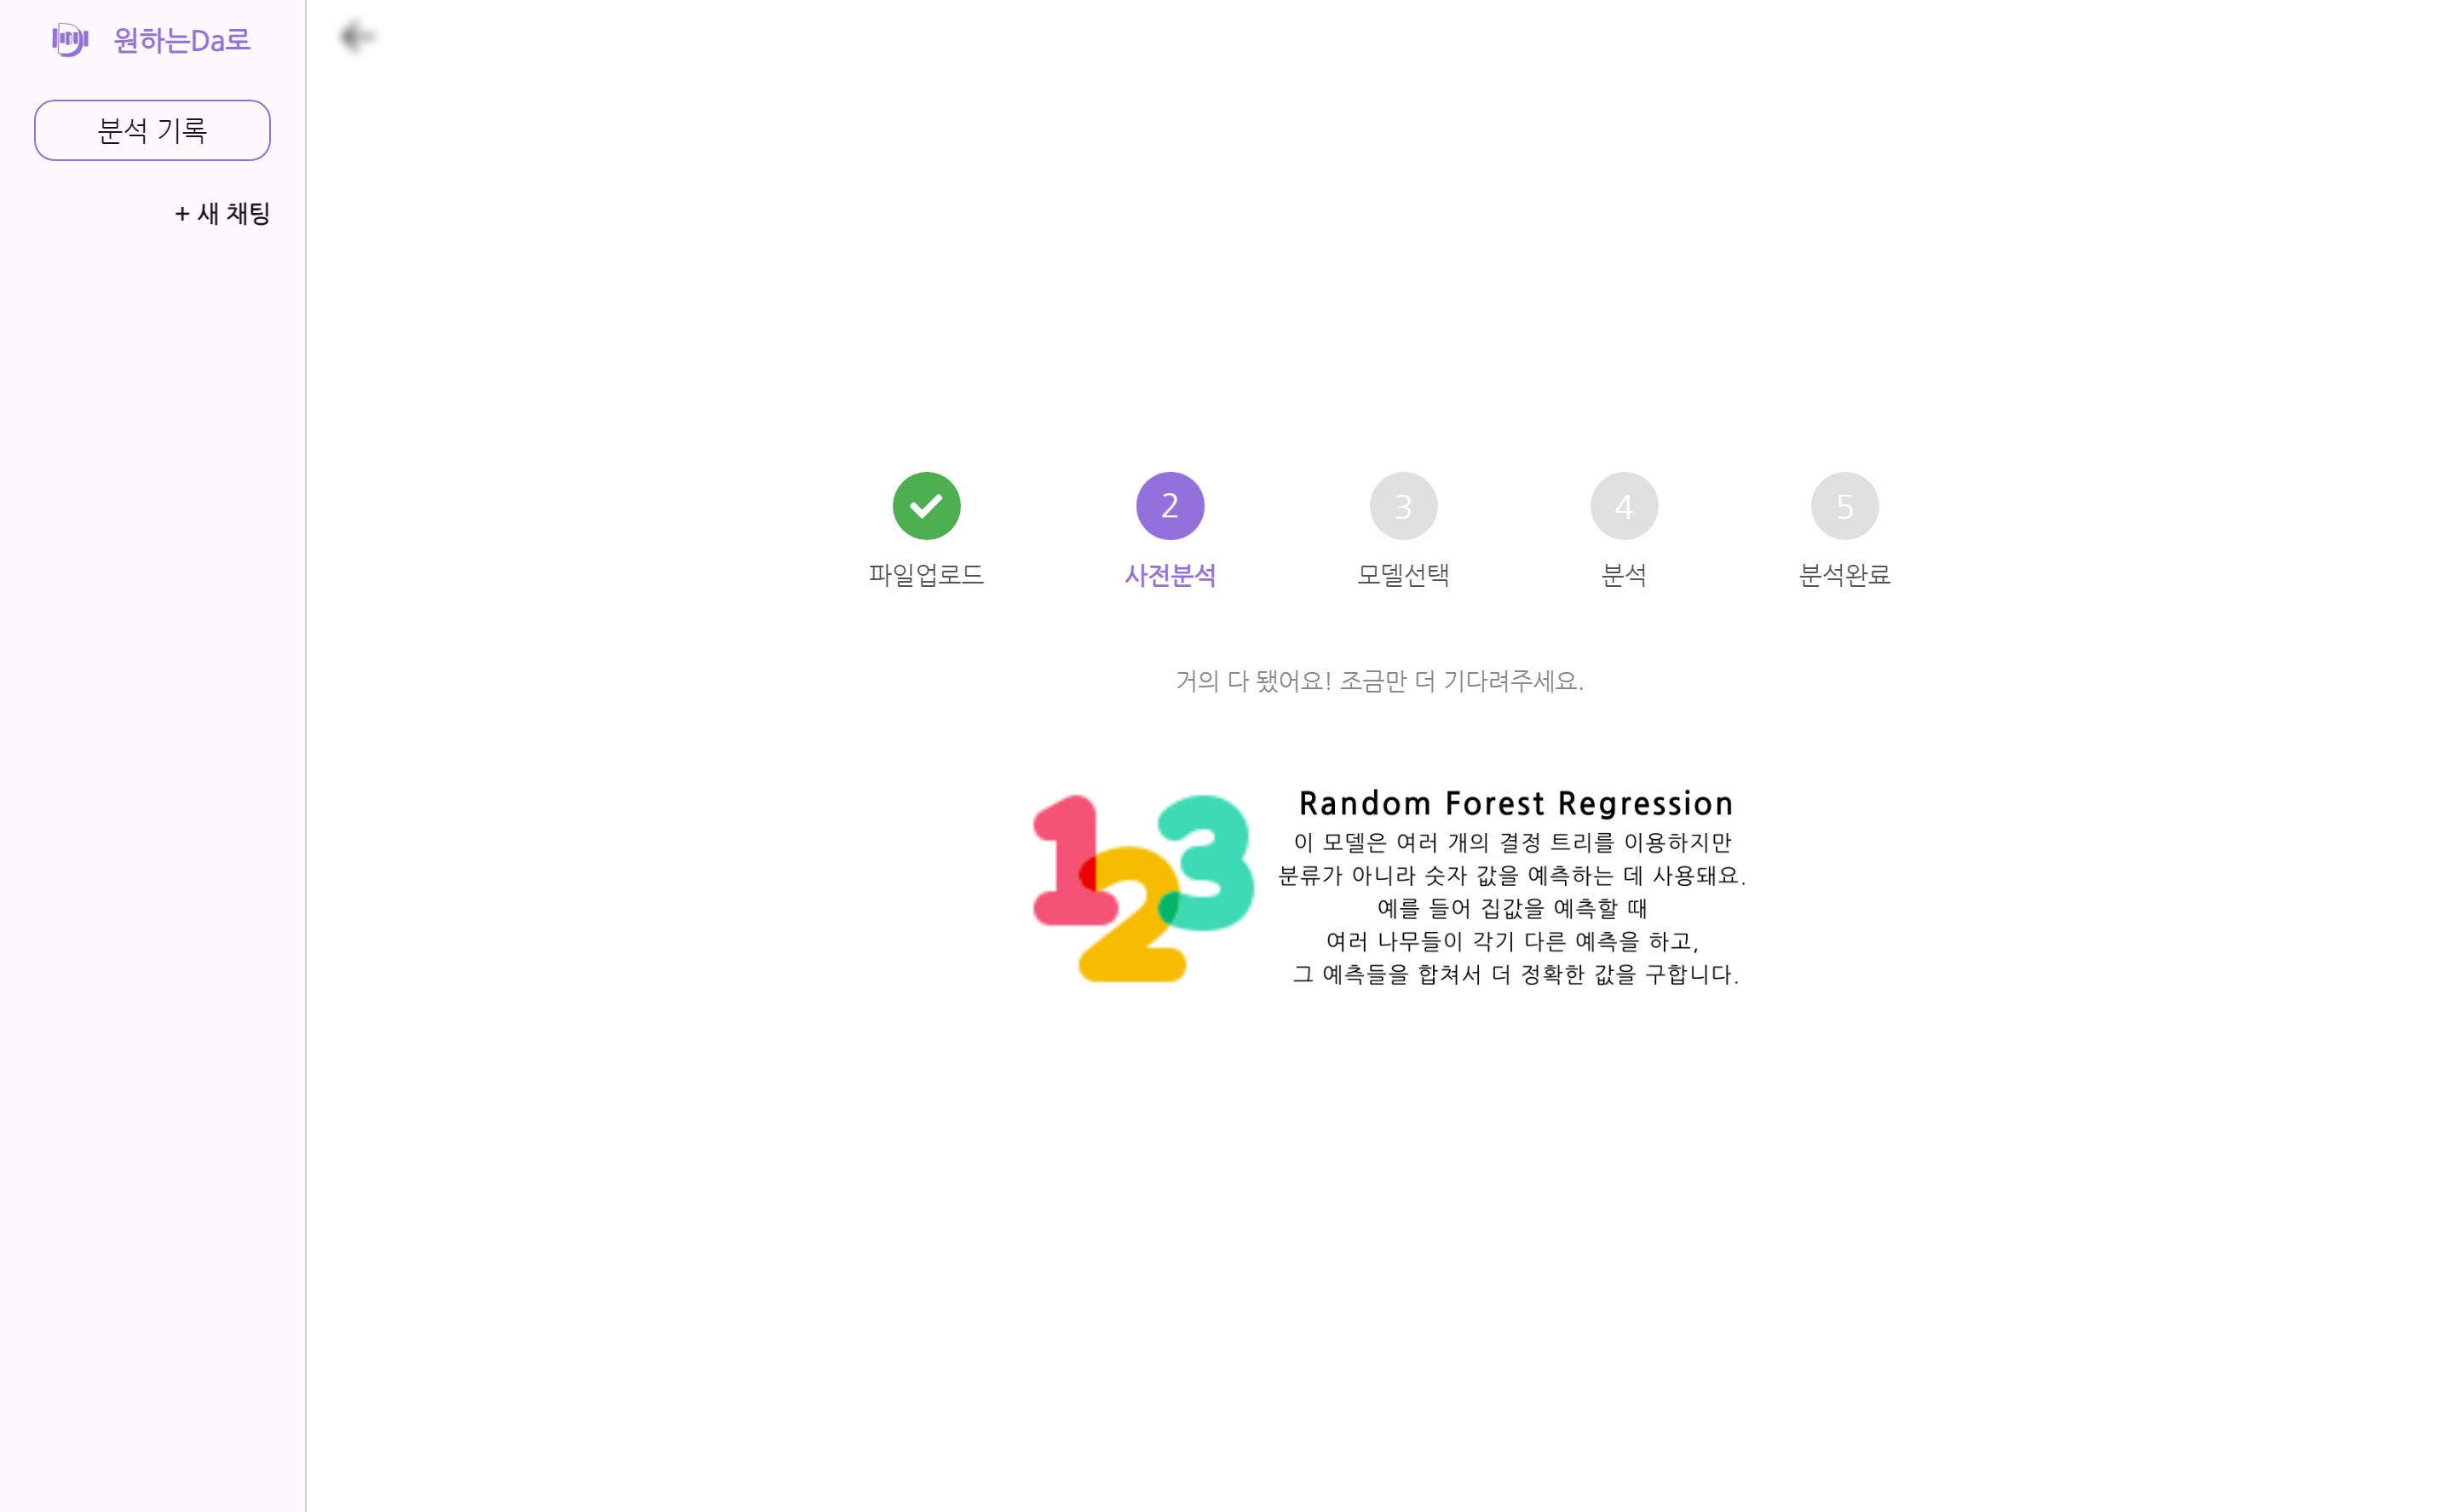 원하는Da로
분석 기록
+ 새 채팅
2
3
4
5
파일업로드
사전분석
모델선택
분석
분석완료
거의 다 됐어요! 조금만 더 기다려주세요.
123
Random Forest Regression
이 모델은 여러 개의 결정 트리를 이용하지만
분류가 아니라 숫자 값을 예측하는 데 사용돼요.
예를 들어 집값을 예측할 때
여러 나무들이 각기 다른 예측을 하고,
그 예측들을 합쳐서 더 정확한 값을 구합니다.